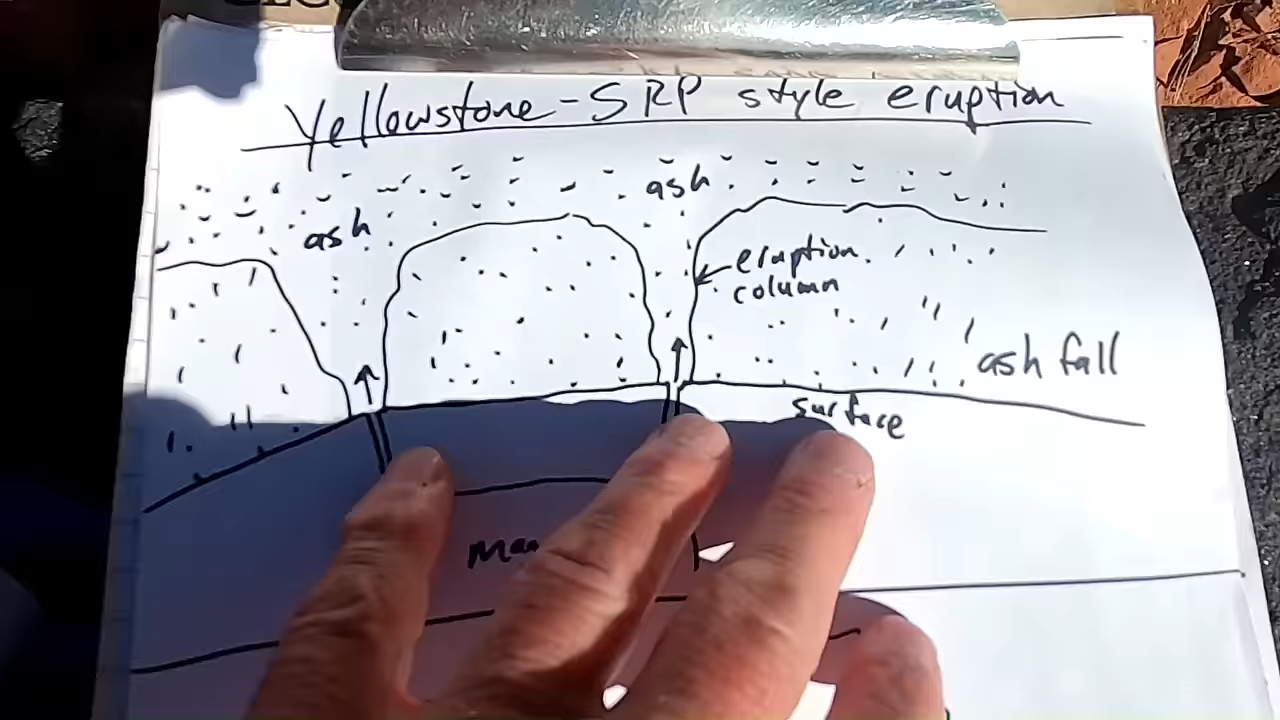 Yellowstone-SRP style eruption
ash
ash
eruption
column
ash fall
surface